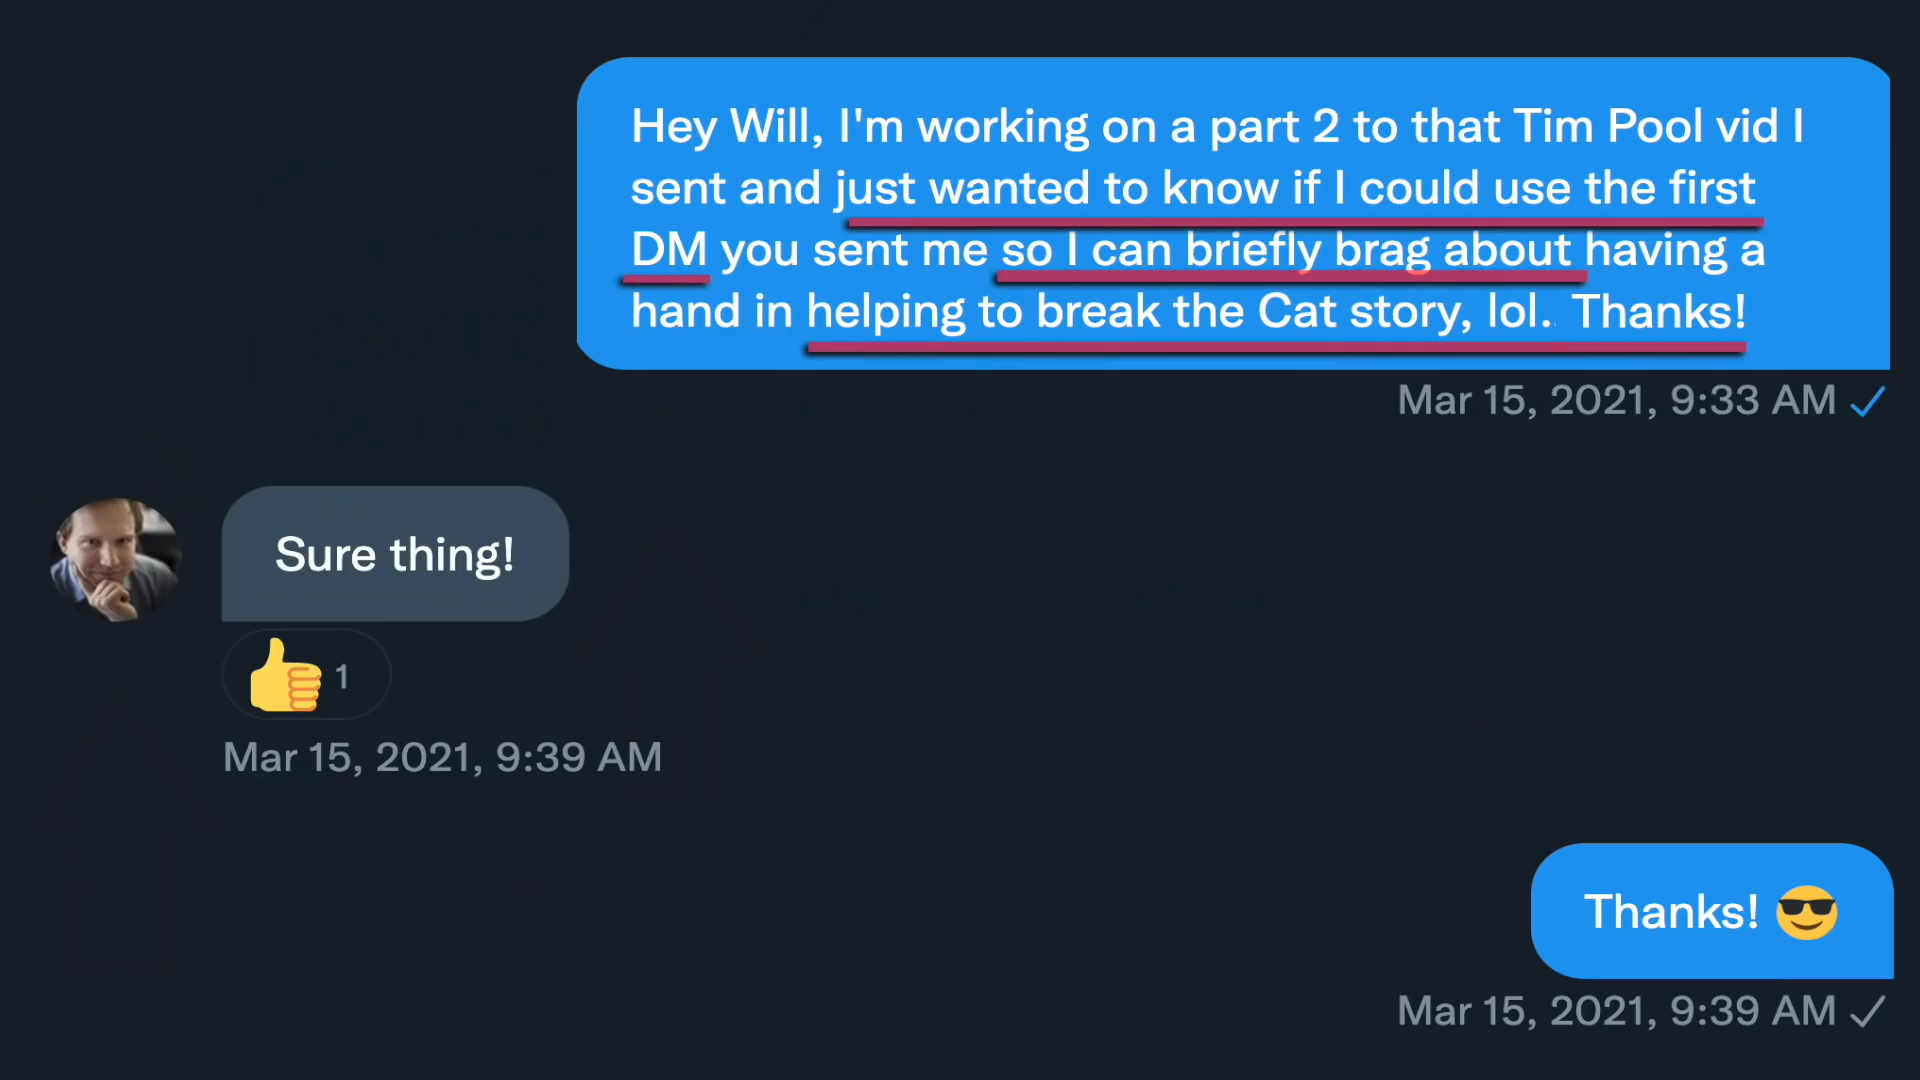 Hey Will, I'm working on a part 2 to that Tim Pool vid I
sent and just wanted to know if I could use the first
DM you sent me so I can briefly brag about having a
hand in helping to break the Cat story, lol. Thanks!
Mar 15, 2021, 9:33 AM
Sure thing!
1
Mar 15, 2021, 9:39 AM
Thanks! 😎
Mar 15, 2021, 9:39 AM